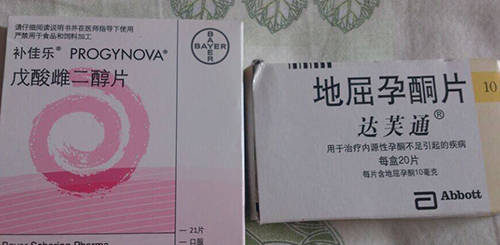 请仔细阅读说明书并在医师指导下使用
严禁用于食品和饲料加工
补佳乐® PROGYNOVA®
戊酸雌二醇片
BAYER
BAYER
21片
口服
Bayer Schering Pharma
地屈孕酮片
10
达芙通®
用于治疗内源性孕酮不足引起的疾病
每盒20片
每片含地屈孕酮10毫克
Abbott